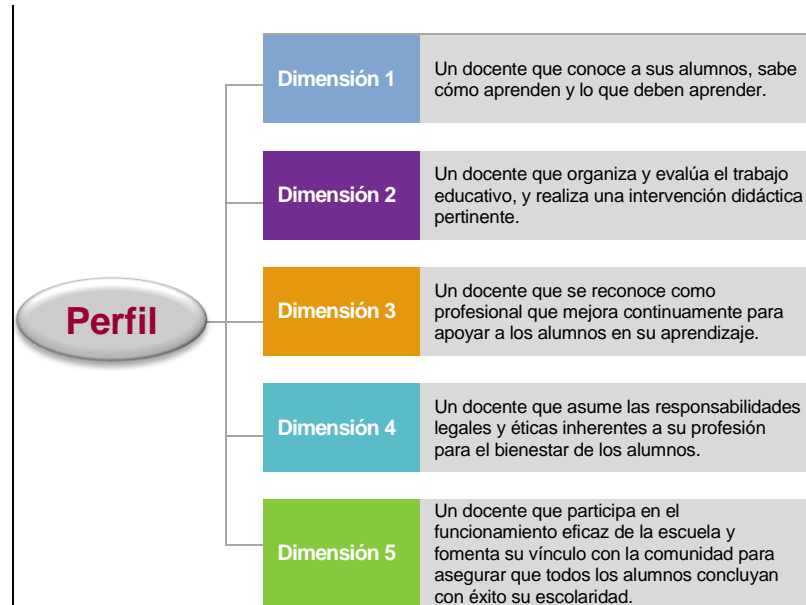 Perfil
Dimensión 1
Un docente que conoce a sus alumnos, sabe
cómo aprenden y lo que deben aprender.
Dimensión 2
Un docente que organiza y evalúa el trabajo
educativo, y realiza una intervención didáctica
pertinente.
Dimensión 3
Un docente que se reconoce como
profesional que mejora continuamente para
apoyar a los alumnos en su aprendizaje.
Dimensión 4
Un docente que asume las responsabilidades
legales y éticas inherentes a su profesión
para el bienestar de los alumnos.
Dimensión 5
Un docente que participa en el
funcionamiento eficaz de la escuela y
fomenta su vínculo con la comunidad para
asegurar que todos los alumnos concluyan
con éxito su escolaridad.